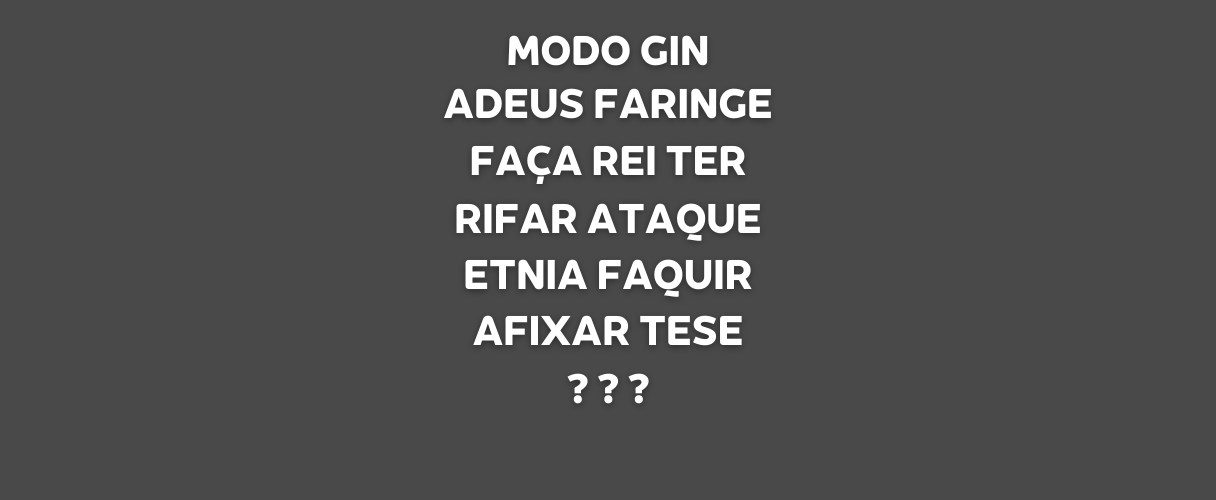 MODO GIN
ADEUS FARINGE
FAÇA REI TER
RIFAR ATAQUE
ETNIA FAQUIR
AFIXAR TESE
? ? ?